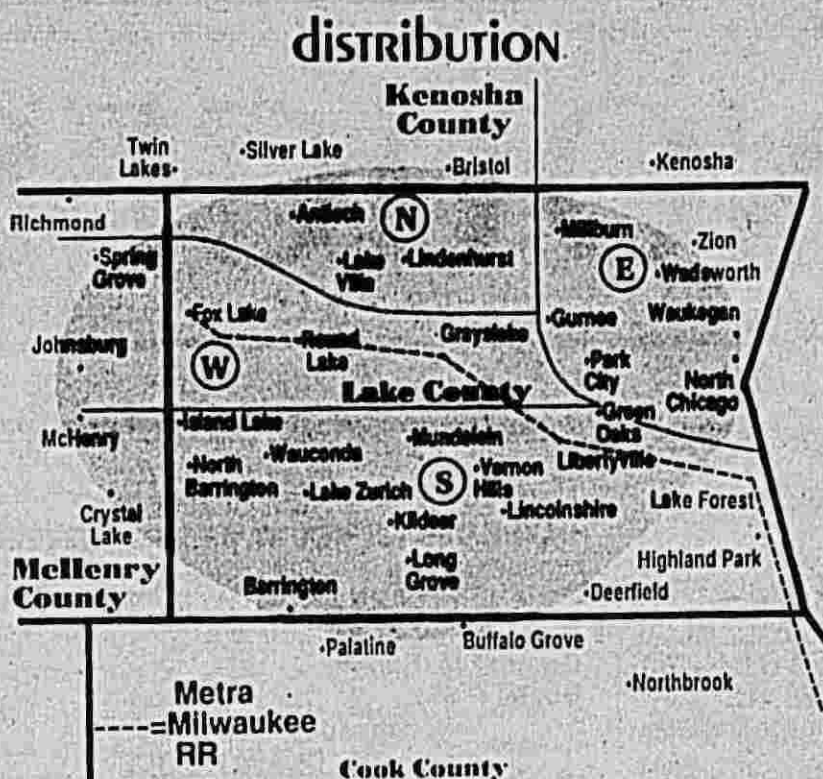 distribution
Kenosha
County
Twin
Lakes
Silver Lake
Bristol
Kenosha
Richmond
Antioch
N
Millburn
Zion
Spring
Grove
Lake
Villa
Lindenhurst
E
Wadsworth
Fox Lake
Grayslake
Gurnee
Waukegan
Johnsburg
Round
Lake
W
Park
City
North
Chicago
Lake County
Island Lake
Green
Oaks
McHenry
Mundelein
Wauconda
North
Barrington
Lake Zurich
S
Vernon
Hills
Libertyville
Lincolnshire
Lake Forest
Crystal
Lake
Kildeer
Long
Grove
Highland Park
McHenry
County
Barrington
Deerfield
Palatine
Buffalo Grove
Northbrook
Metra
----=Milwaukee
RR
Cook County